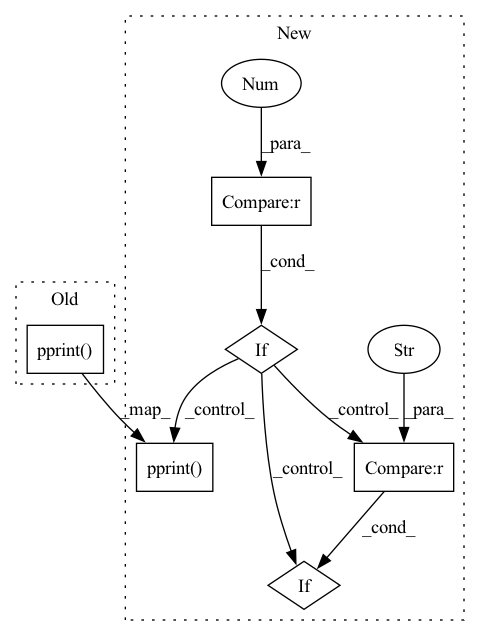 New
Num
_para_
Compare:r
_cond_
Old
pprint()
If
Str
_map_
_control_
_control_
_para_
_control_
pprint()
Compare:r
_cond_
If